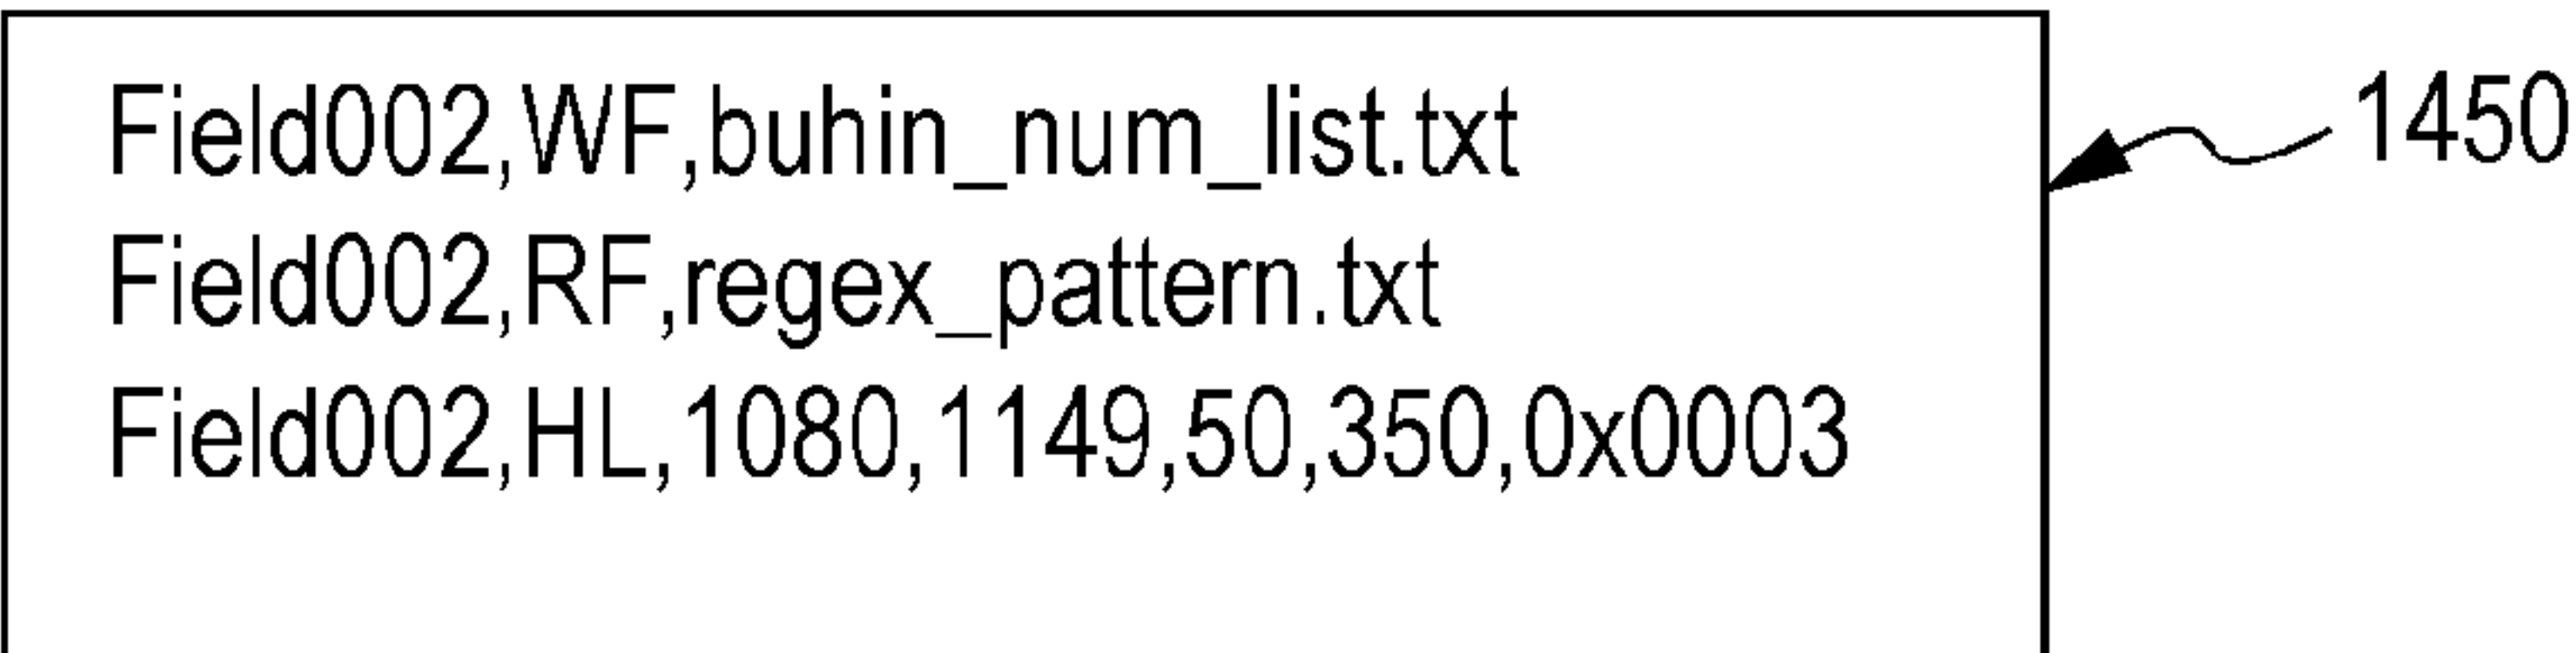 Field002,WF,buhin_num_list.txt
1450
Field002,RF,regex_pattern.txt
Field002,HL,1080,1149,50,350,0x0003